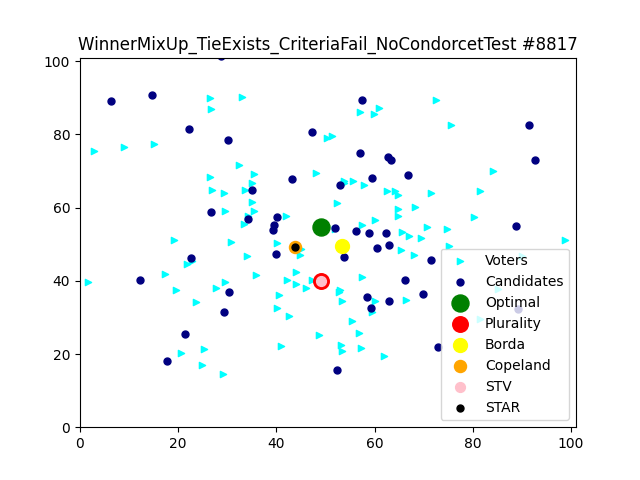 WinnerMixUp_TieExists_CriteriaFail_NoCondorcetTest #8817
100
80
60
40
20
0
0 20 40 60 80 100
Voters
Candidates
Optimal
Plurality
Borda
Copeland
STV
STAR